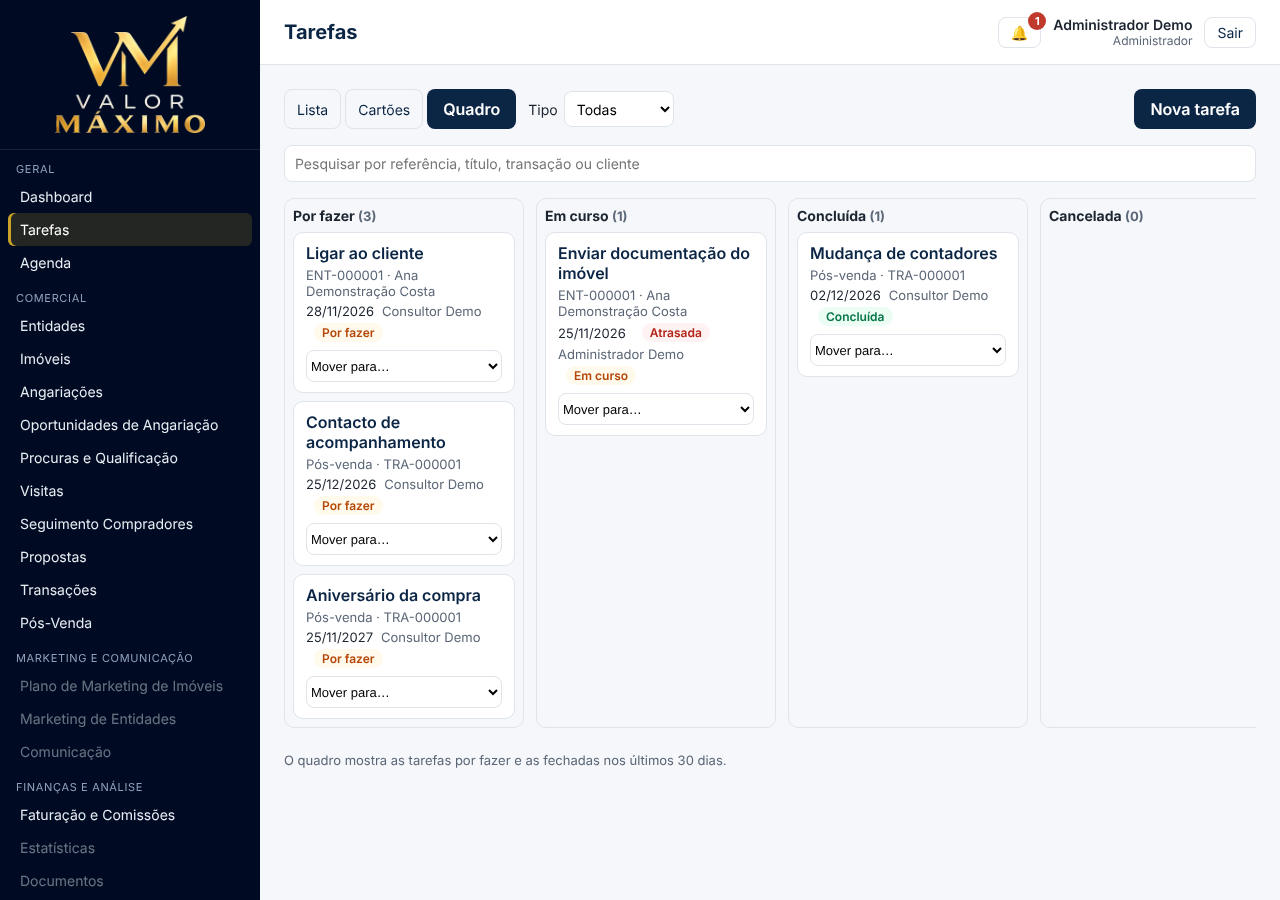 VM
VALOR
MÁXIMO
GERAL
Dashboard
Tarefas
Agenda
COMERCIAL
Entidades
Imóveis
Angariações
Oportunidades de Angariação
Procuras e Qualificação
Visitas
Seguimento Compradores
Propostas
Transações
Pós-Venda
MARKETING E COMUNICAÇÃO
Plano de Marketing de Imóveis
Marketing de Entidades
Comunicação
FINANÇAS E ANÁLISE
Faturação e Comissões
Estatísticas
Documentos
Tarefas
1
Administrador Demo
Administrador
Sair
Lista Cartões Quadro Tipo Todas Nova tarefa
Pesquisar por referência, título, transação ou cliente
Por fazer (3)
Ligar ao cliente
ENT-000001 · Ana
Demonstração Costa
28/11/2026 Consultor Demo
Por fazer
Mover para…
Contacto de
acompanhamento
Pós-venda · TRA-000001
25/12/2026 Consultor Demo
Por fazer
Mover para…
Aniversário da compra
Pós-venda · TRA-000001
25/11/2027 Consultor Demo
Por fazer
Mover para…
Em curso (1)
Enviar documentação do
imóvel
ENT-000001 · Ana
Demonstração Costa
25/11/2026 Atrasada
Administrador Demo
Em curso
Mover para…
Concluída (1)
Mudança de contadores
Pós-venda · TRA-000001
02/12/2026 Consultor Demo
Concluída
Mover para…
Cancelada (0)
O quadro mostra as tarefas por fazer e as fechadas nos últimos 30 dias.